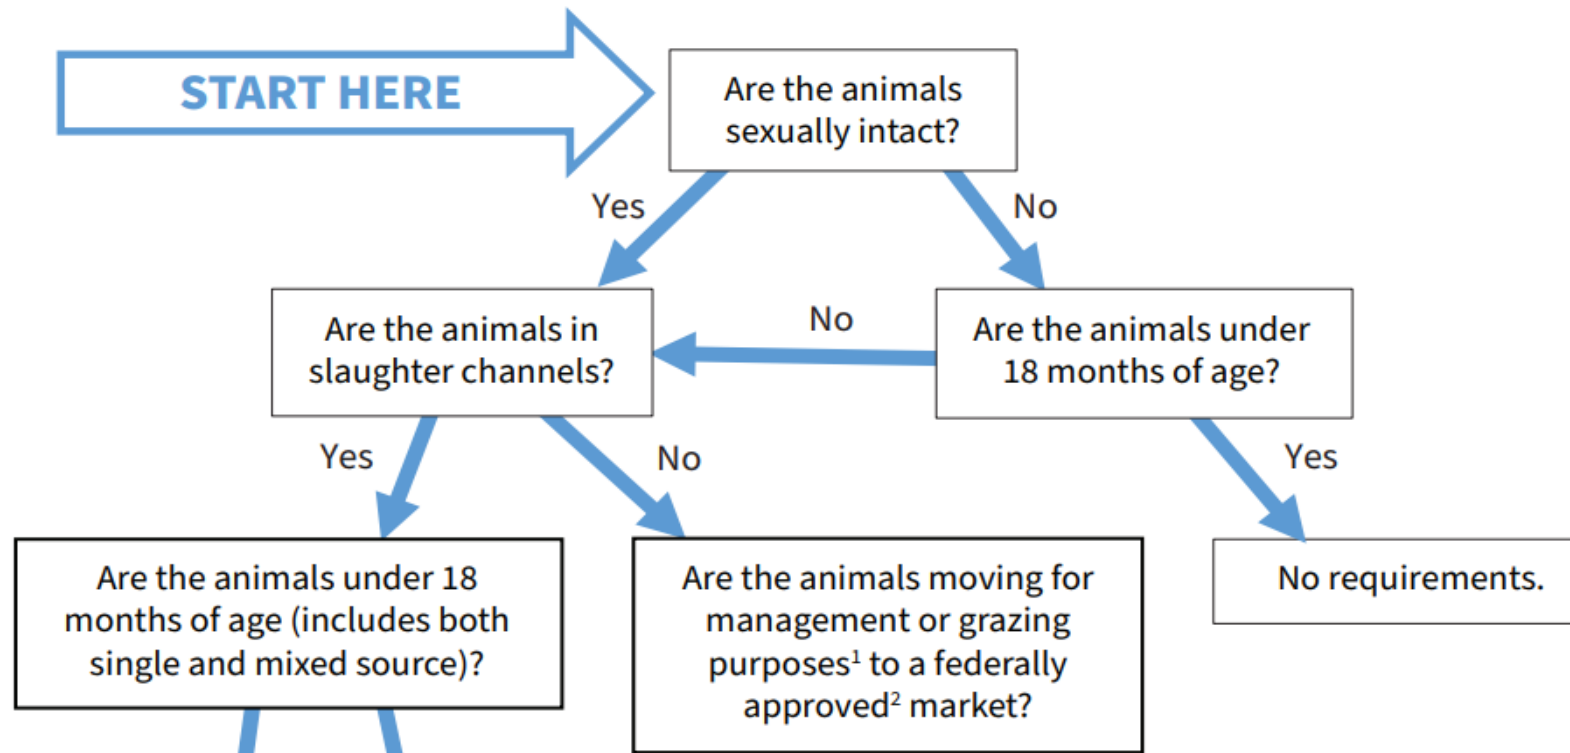 START HERE
Are the animals
sexually intact?
Yes
No
Are the animals in
slaughter channels?
No
Are the animals under
18 months of age?
Yes
No
Yes
Are the animals under 18
months of age (includes both
single and mixed source)?
Are the animals moving for
management or grazing
purposes¹ to a federally
approved² market?
No requirements.